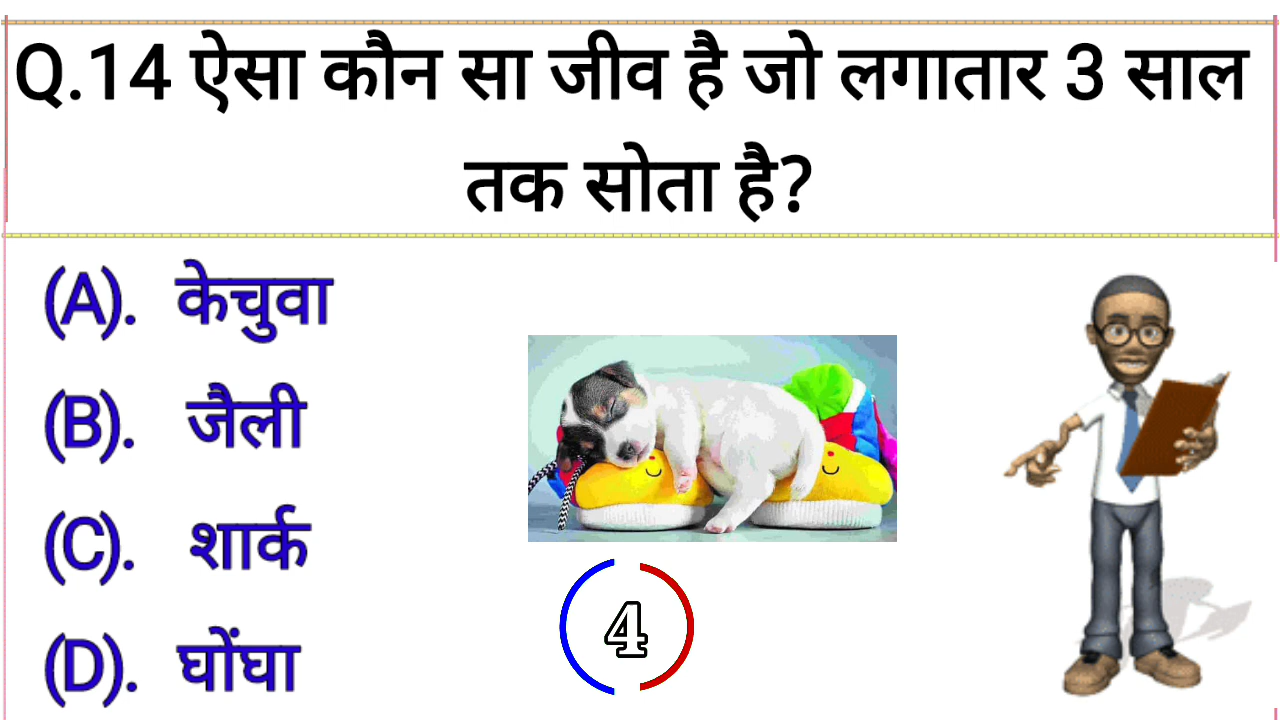 Q.14 ऐसा कौन सा जीव है जो लगातार 3 साल
तक सोता है?
(A). केचुवा
(B). जैली
(C). शार्क
(D). घोंघा
4